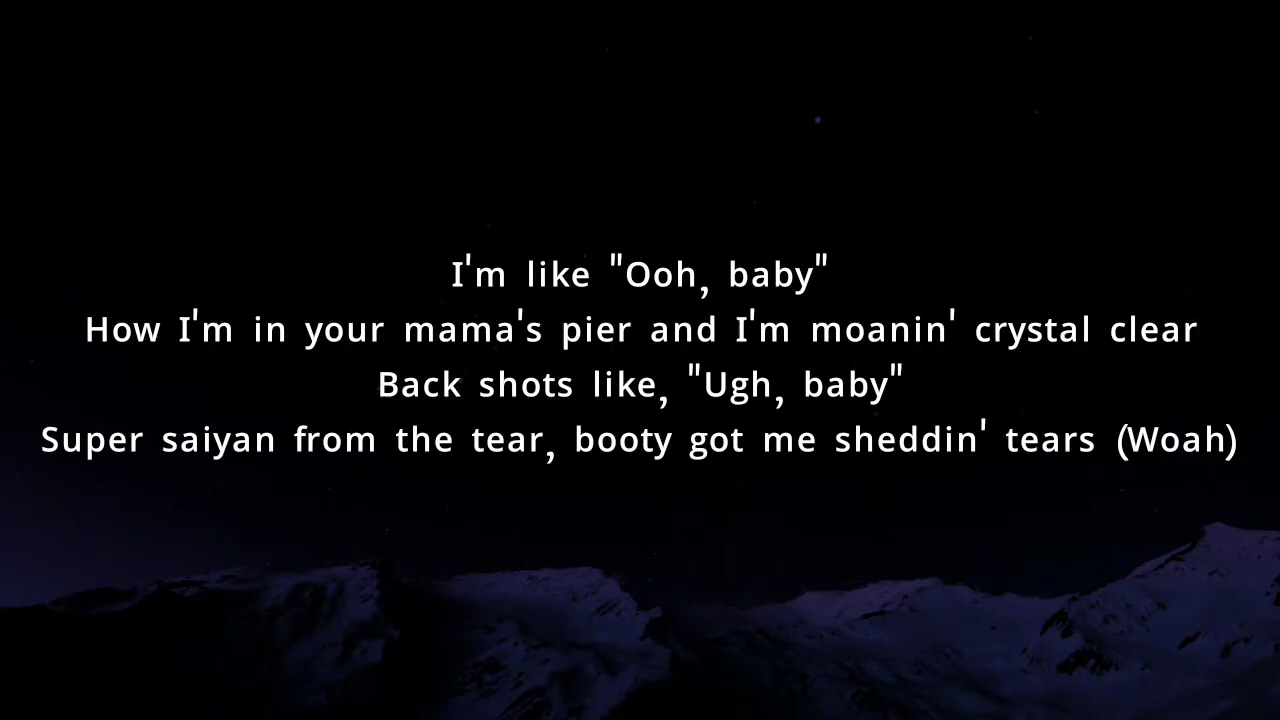 I'm like "Ooh, baby"
How I'm in your mama's pier and I'm moanin' crystal clear
Back shots like, "Ugh, baby"
Super saiyan from the tear, booty got me sheddin' tears (Woah)